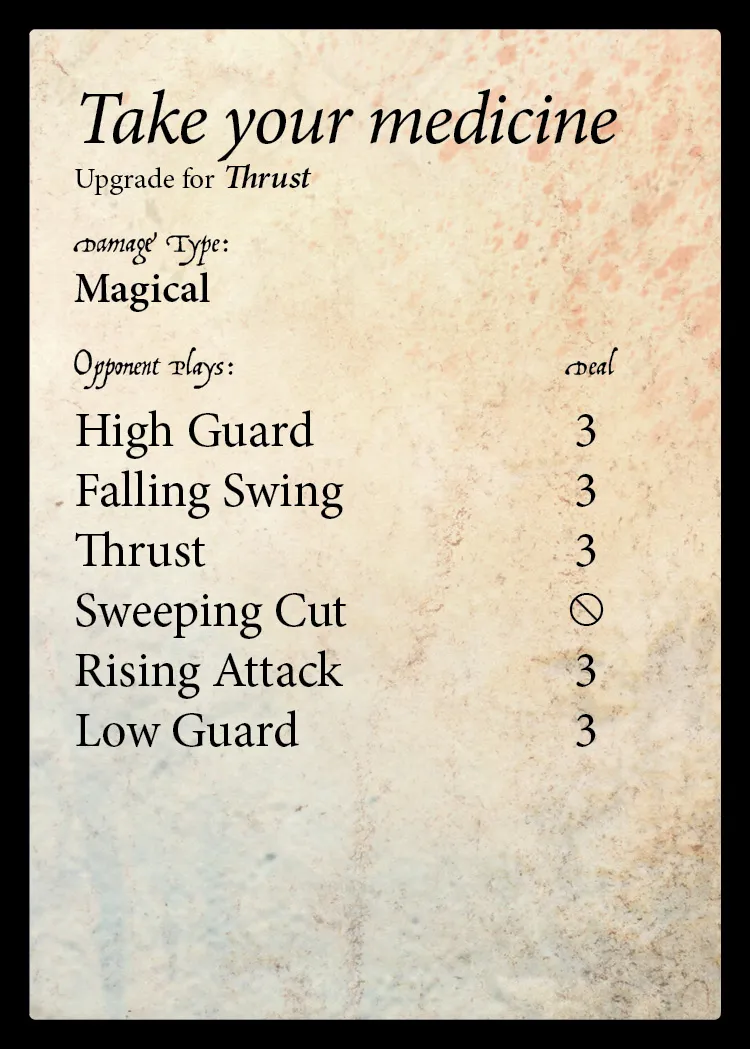 Take your medicine
Upgrade for Thrust
Damage Type:
Magical
Opponent plays: Deal
High Guard 3
Falling Swing 3
Thrust 3
Sweeping Cut 🛇
Rising Attack 3
Low Guard 3